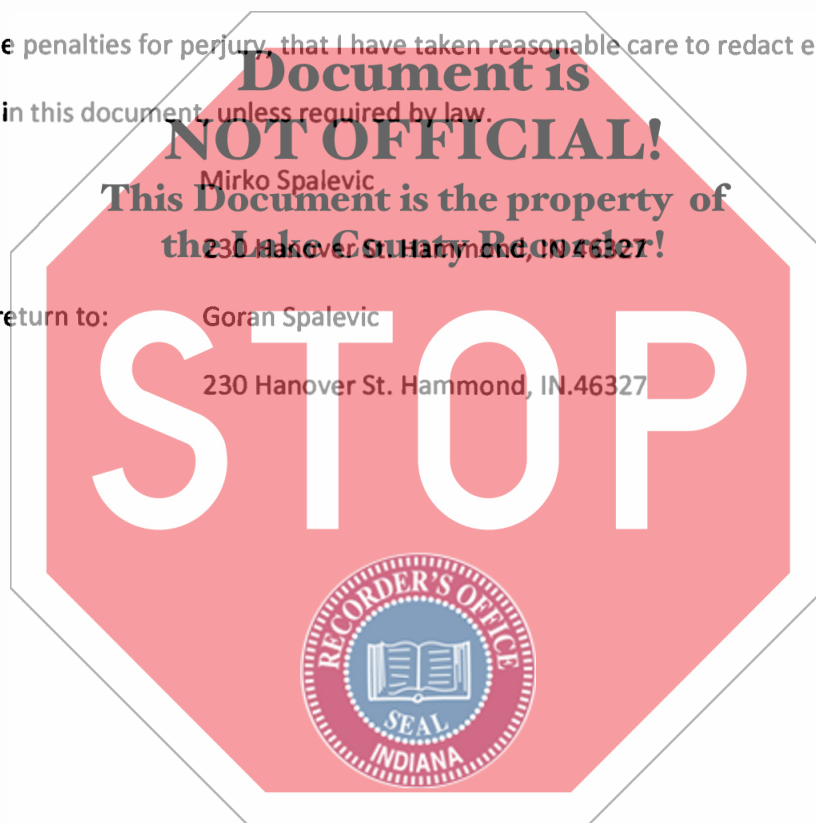 e penalties for perjury, that I have taken reasonable care to redact e
Document is
in this document, unless required by law.
NOT OFFICIAL!
Mirko Spalevic
This Document is the property of
the Lake County Recorder!
230 Hanover St. Hammond, IN 46327
eturn to: Goran Spalevic
230 Hanover St. Hammond, IN.46327
STOP
RECORDER'S OFFICE
SEAL
INDIANA